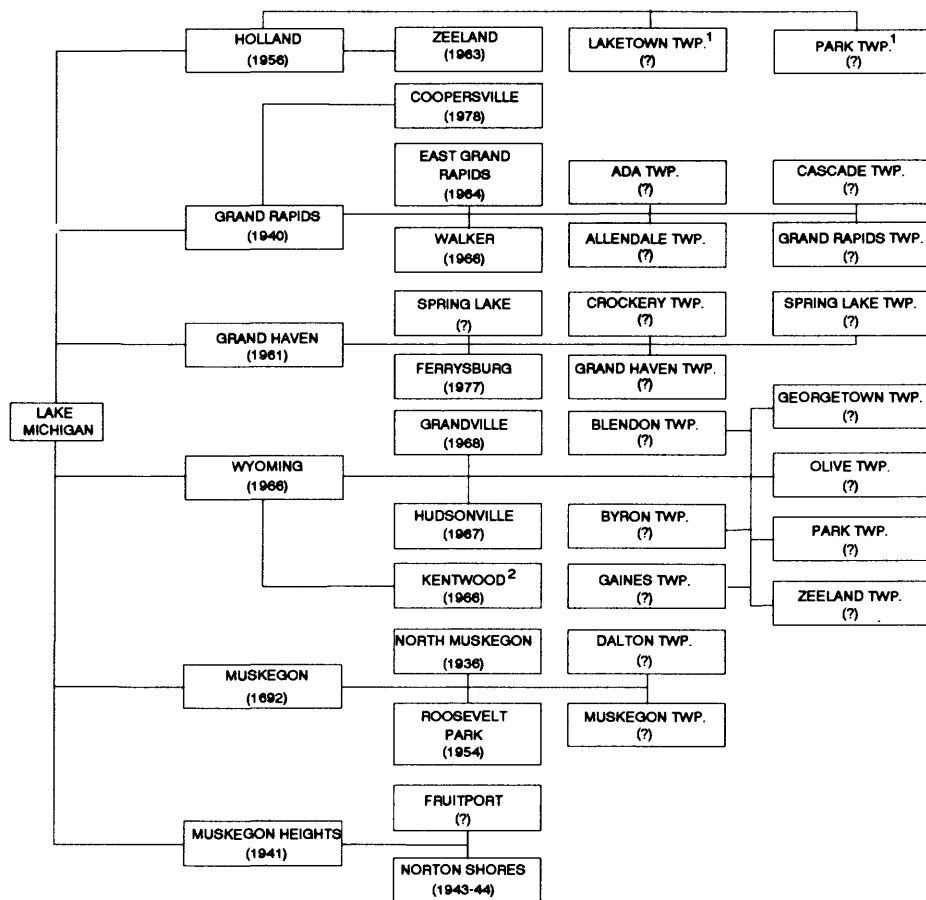 HOLLAND
(1956)
ZEELAND
(1963)
LAKETOWN TWP.1
(?)
PARK TWP.1
(?)
COOPERSVILLE
(1978)
EAST GRAND
RAPIDS
(1964)
ADA TWP.
(?)
CASCADE TWP.
(?)
GRAND RAPIDS
(1940)
WALKER
(1966)
ALLENDALE TWP.
(?)
GRAND RAPIDS TWP.
(?)
SPRING LAKE
(?)
CROCKERY TWP.
(?)
SPRING LAKE TWP.
(?)
GRAND HAVEN
(1961)
FERRYSBURG
(1977)
GRAND HAVEN TWP.
(?)
LAKE
MICHIGAN
GRANDVILLE
(1968)
BLENDON TWP.
(?)
GEORGETOWN TWP.
(?)
WYOMING
(1966)
OLIVE TWP.
(?)
HUDSONVILLE
(1967)
BYRON TWP.
(?)
PARK TWP.
(?)
KENTWOOD2
(1966)
GAINES TWP.
(?)
ZEELAND TWP.
(?)
NORTH MUSKEGON
(1936)
DALTON TWP.
(?)
MUSKEGON
(1692)
ROOSEVELT
PARK
(1954)
MUSKEGON TWP.
(?)
FRUITPORT
(?)
MUSKEGON HEIGHTS
(1941)
NORTON SHORES
(1943-44)